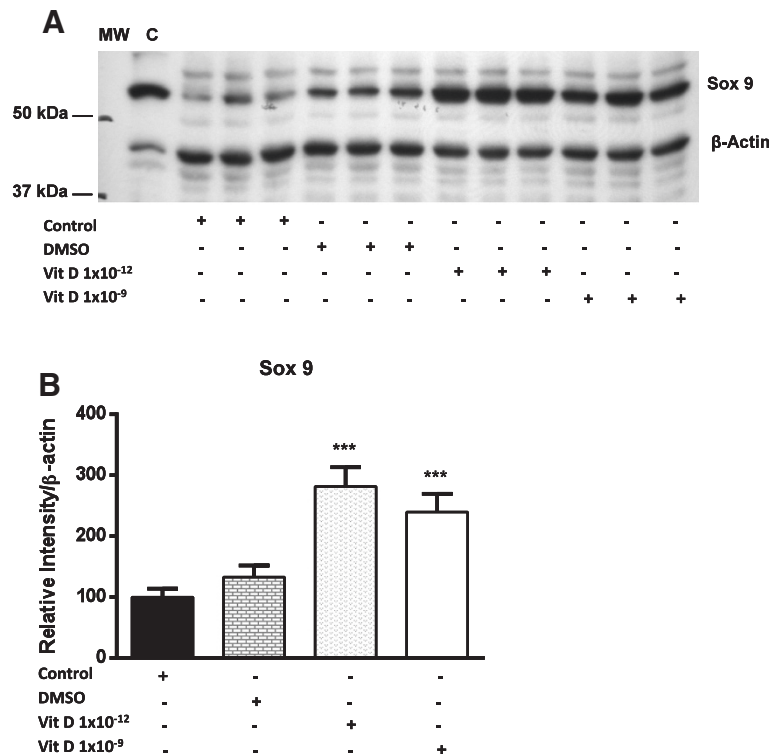 A
MW C
Sox 9
50 kDa
β-Actin
37 kDa
Control + + + - - - - - - - - -
DMSO - - - + + + - - - - - -
Vit D 1x10⁻¹² - - - - - - + + + - - -
Vit D 1x10⁻⁹ - - - - - - - - - + + +
B
Sox 9
Relative Intensity/β-actin
400
300
200
100
0
***
***
Control + - - -
DMSO - + - -
Vit D 1x10⁻¹² - - + -
Vit D 1x10⁻⁹ - - - +